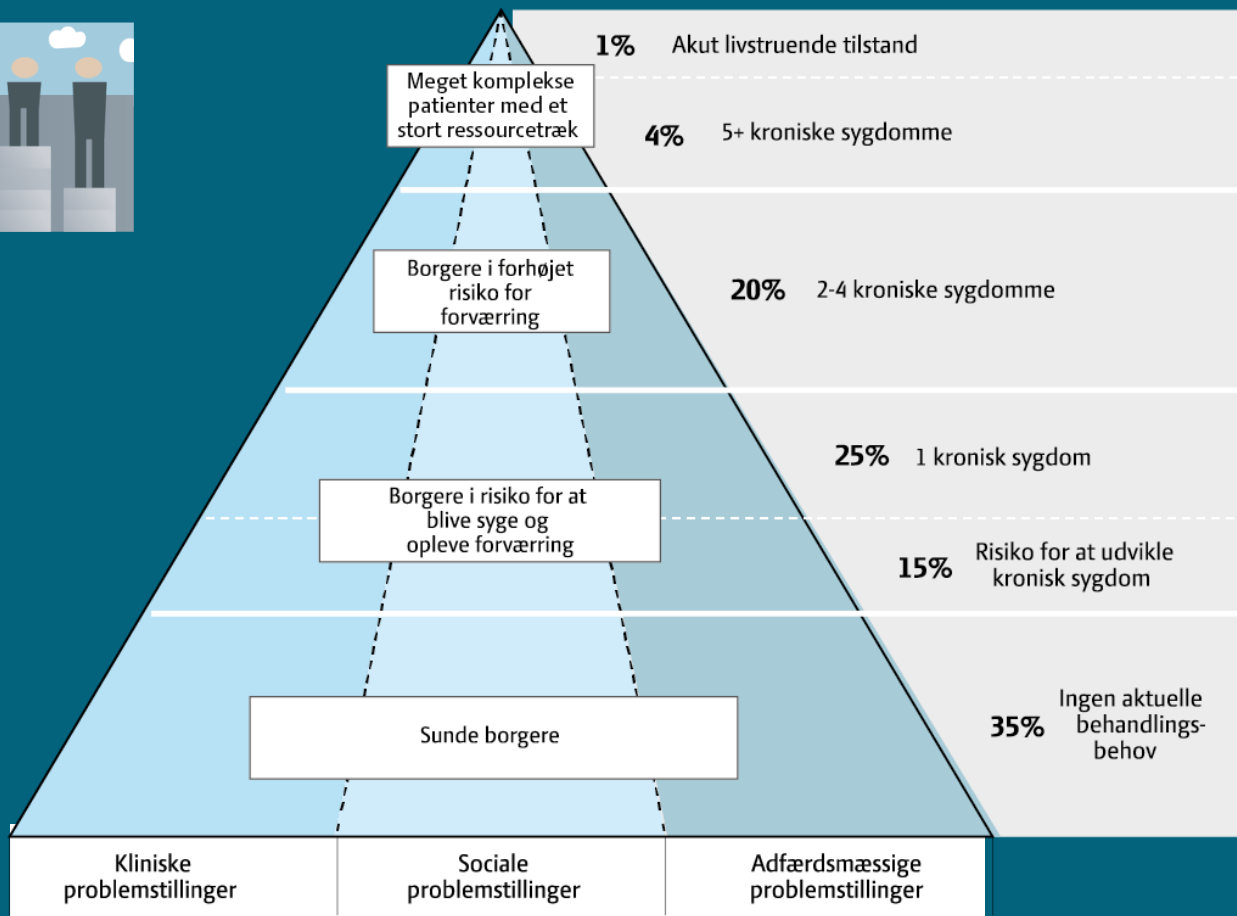 1% Akut livstruende tilstand
Meget komplekse
patienter med et
stort ressourcetræk
4% 5+ kroniske sygdomme
Borgere i forhøjet
risiko for
forværring
20% 2-4 kroniske sygdomme
25% 1 kronisk sygdom
Borgere i risiko for at
blive syge og
opleve forværring
15% Risiko for at udvikle
kronisk sygdom
Sunde borgere
35% Ingen aktuelle
behandlings-
behov
Kliniske
problemstillinger
Sociale
problemstillinger
Adfærdsmæssige
problemstillinger